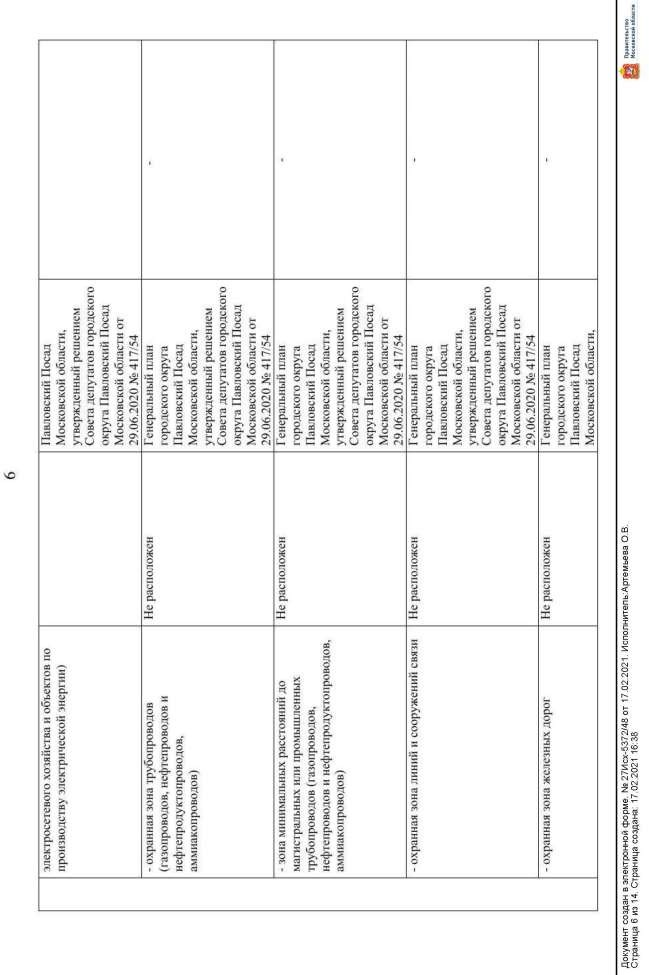 6
электросетевого хозяйства и объектов по
производству электрической энергии)
Павловский Посад
Московской области,
утвержденный решением
Совета депутатов городского
округа Павловский Посад
Московской области от
29.06.2020 № 417/54
- охранная зона трубопроводов
(газопроводов, нефтепроводов и
нефтепродуктопроводов,
аммиакопроводов)
Не расположен
Генеральный план
городского округа
Павловский Посад
Московской области,
утвержденный решением
Совета депутатов городского
округа Павловский Посад
Московской области от
29.06.2020 № 417/54
-
- зона минимальных расстояний до
магистральных или промышленных
трубопроводов (газопроводов,
нефтепроводов и нефтепродуктопроводов,
аммиакопроводов)
Не расположен
Генеральный план
городского округа
Павловский Посад
Московской области,
утвержденный решением
Совета депутатов городского
округа Павловский Посад
Московской области от
29.06.2020 № 417/54
-
- охранная зона линий и сооружений связи
Не расположен
Генеральный план
городского округа
Павловский Посад
Московской области,
утвержденный решением
Совета депутатов городского
округа Павловский Посад
Московской области от
29.06.2020 № 417/54
-
- охранная зона железных дорог
Не расположен
Генеральный план
городского округа
Павловский Посад
Московской области,
-
Документ создан в электронной форме. № 27Исх-5372/48 от 17.02.2021. Исполнитель:Артемьева О.В.
Страница 6 из 14. Страница создана: 17.02.2021 16:38
Правительство
Московской области